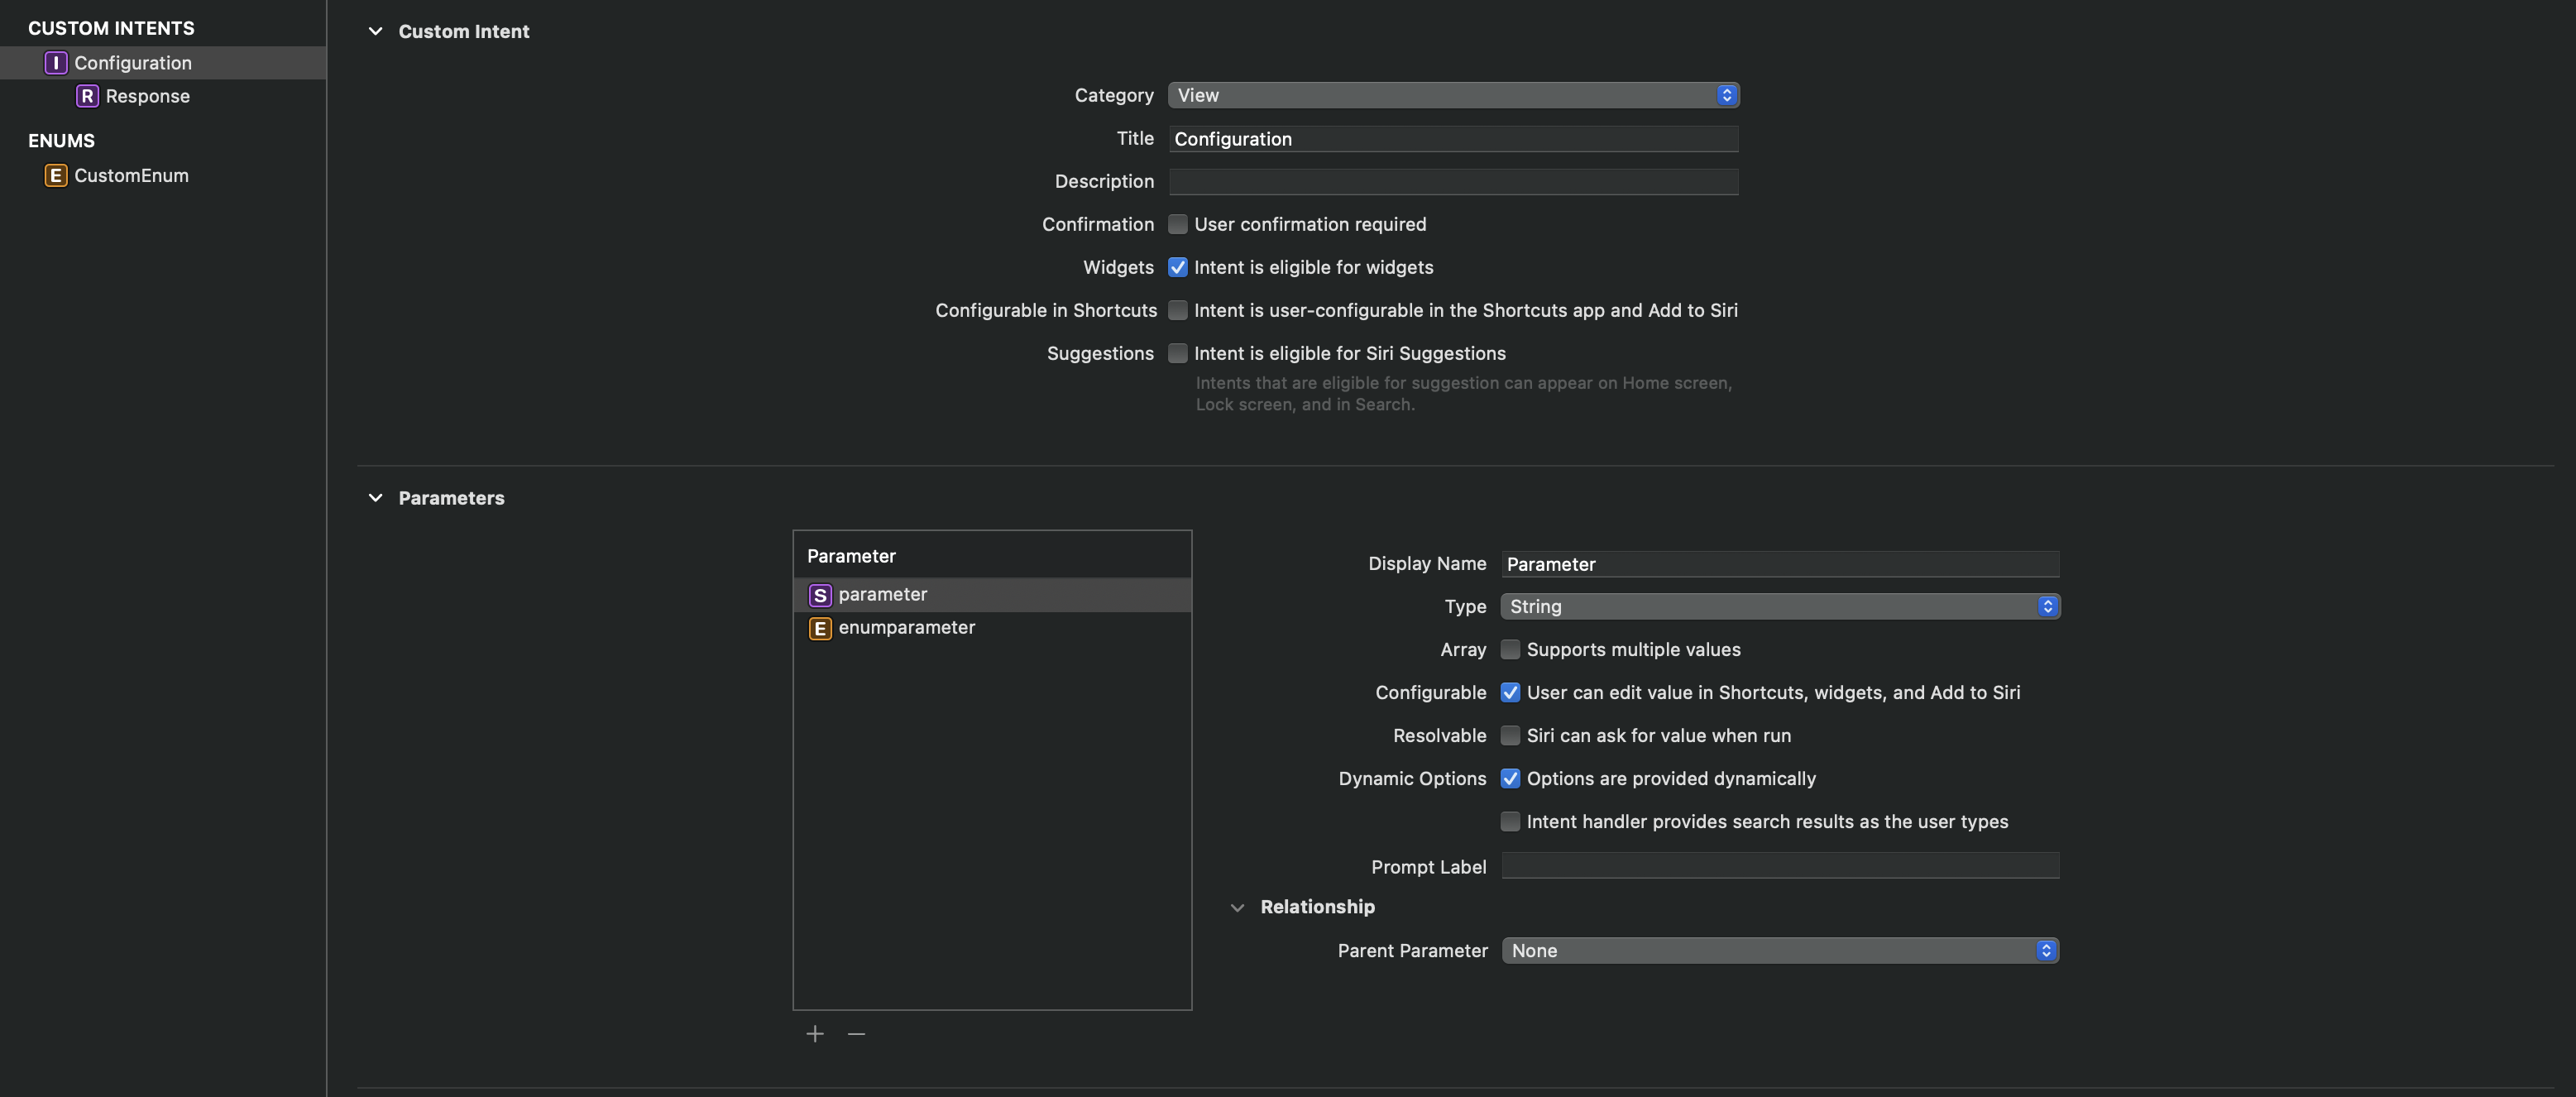 CUSTOM INTENTS
I Configuration
R Response
ENUMS
E CustomEnum
Custom Intent
Category View
Title Configuration
Description
Confirmation User confirmation required
Widgets Intent is eligible for widgets
Configurable in Shortcuts Intent is user-configurable in the Shortcuts app and Add to Siri
Suggestions Intent is eligible for Siri Suggestions
Intents that are eligible for suggestion can appear on Home screen,
Lock screen, and in Search.
Parameters
Parameter
S parameter
E enumparameter
Display Name Parameter
Type String
Array Supports multiple values
Configurable User can edit value in Shortcuts, widgets, and Add to Siri
Resolvable Siri can ask for value when run
Dynamic Options Options are provided dynamically
Intent handler provides search results as the user types
Prompt Label
Relationship
Parent Parameter None